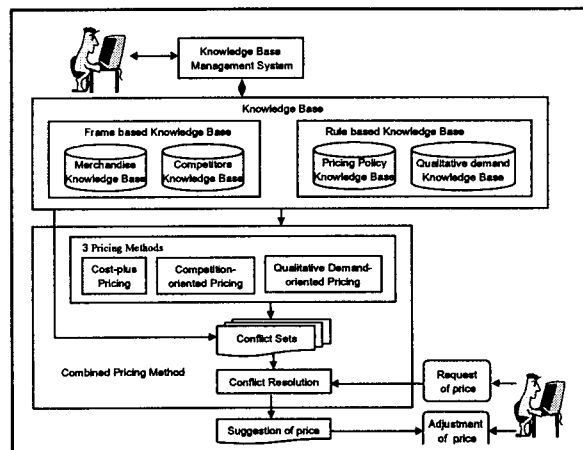 Knowledge Base
Management System
Knowledge Base
Frame based Knowledge Base
Rule based Knowledge Base
Merchandise
Knowledge Base
Competitors
Knowledge Base
Pricing Policy
Knowledge Base
Qualitative demand
Knowledge Base
3 Pricing Methods
Cost-plus
Pricing
Competition-
oriented Pricing
Qualitative Demand-
oriented Pricing
Conflict Sets
Combined Pricing Method
Conflict Resolution
Request
of price
Suggestion of price
Adjustment
of price